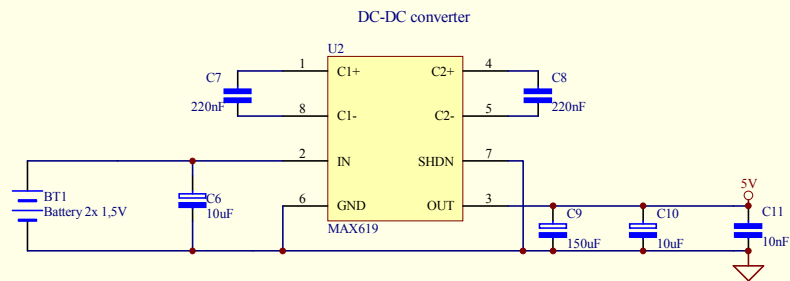 DC-DC converter
U2
1 C1+ C2+ 4
C7 C8
220nF 220nF
8 C1- C2- 5
2 IN SHDN 7
BT1
Battery 2x 1,5V
C6
10uF
6 GND OUT 3
MAX619
5V
C9 C10 C11
150uF 10uF 10nF